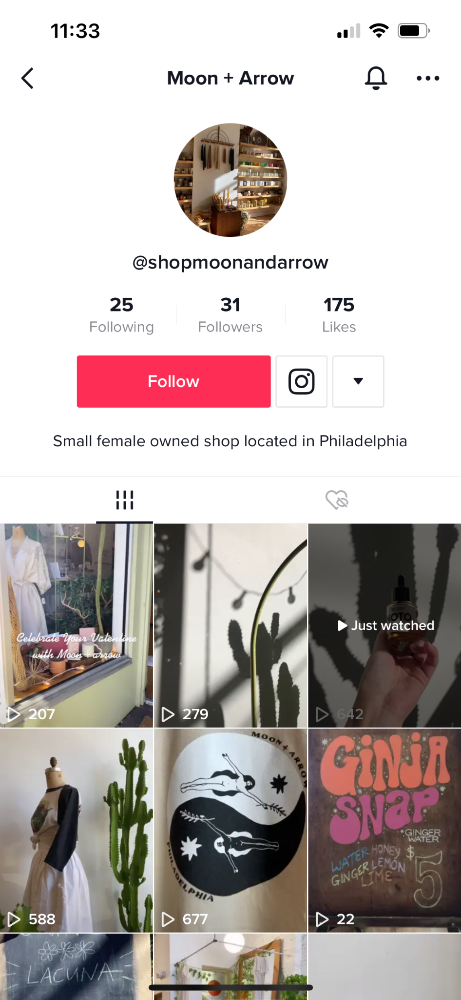 11:33
Moon + Arrow
@shopmoonandarrow
25
Following
31
Followers
175
Likes
Follow
Small female owned shop located in Philadelphia
Celebrate Your Valentine
with Moon + arrow
207
279
NOTO
Just watched
642
588
MOON + ARROW
PHILADELPHIA
677
GINJA
SNAP
GINGER
WATER
WATER HONEY
GINGER LEMON
LIME
$5
22
LACUNA